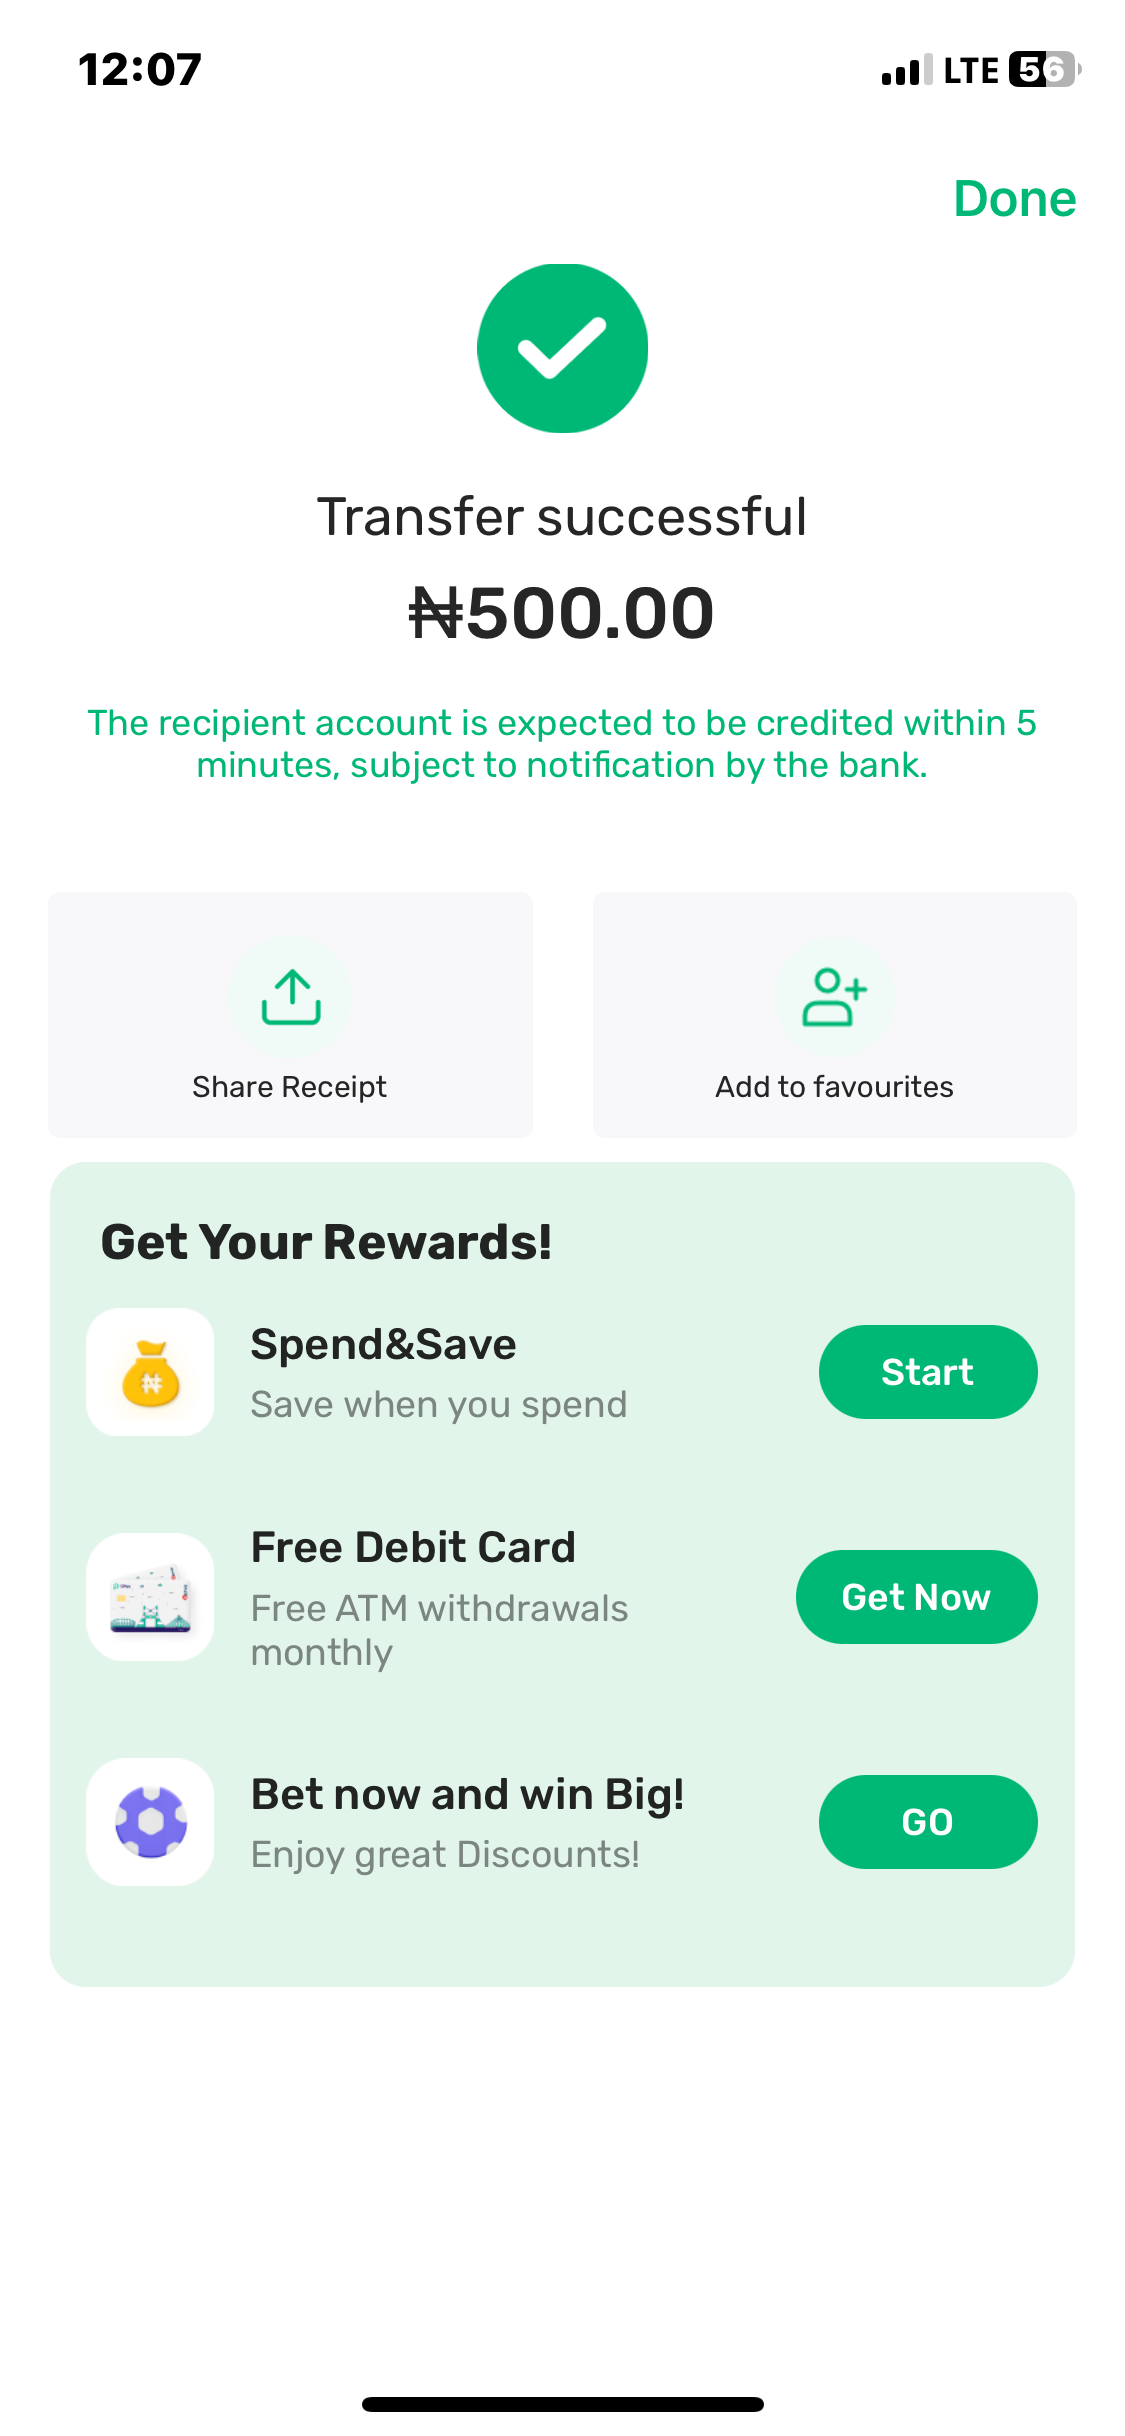 12:07
LTE 56
Done
Transfer successful
₦500.00
The recipient account is expected to be credited within 5
minutes, subject to notification by the bank.
Share Receipt
Add to favourites
Get Your Rewards!
Spend&Save
Save when you spend
Start
Free Debit Card
Free ATM withdrawals
monthly
Get Now
Bet now and win Big!
Enjoy great Discounts!
GO